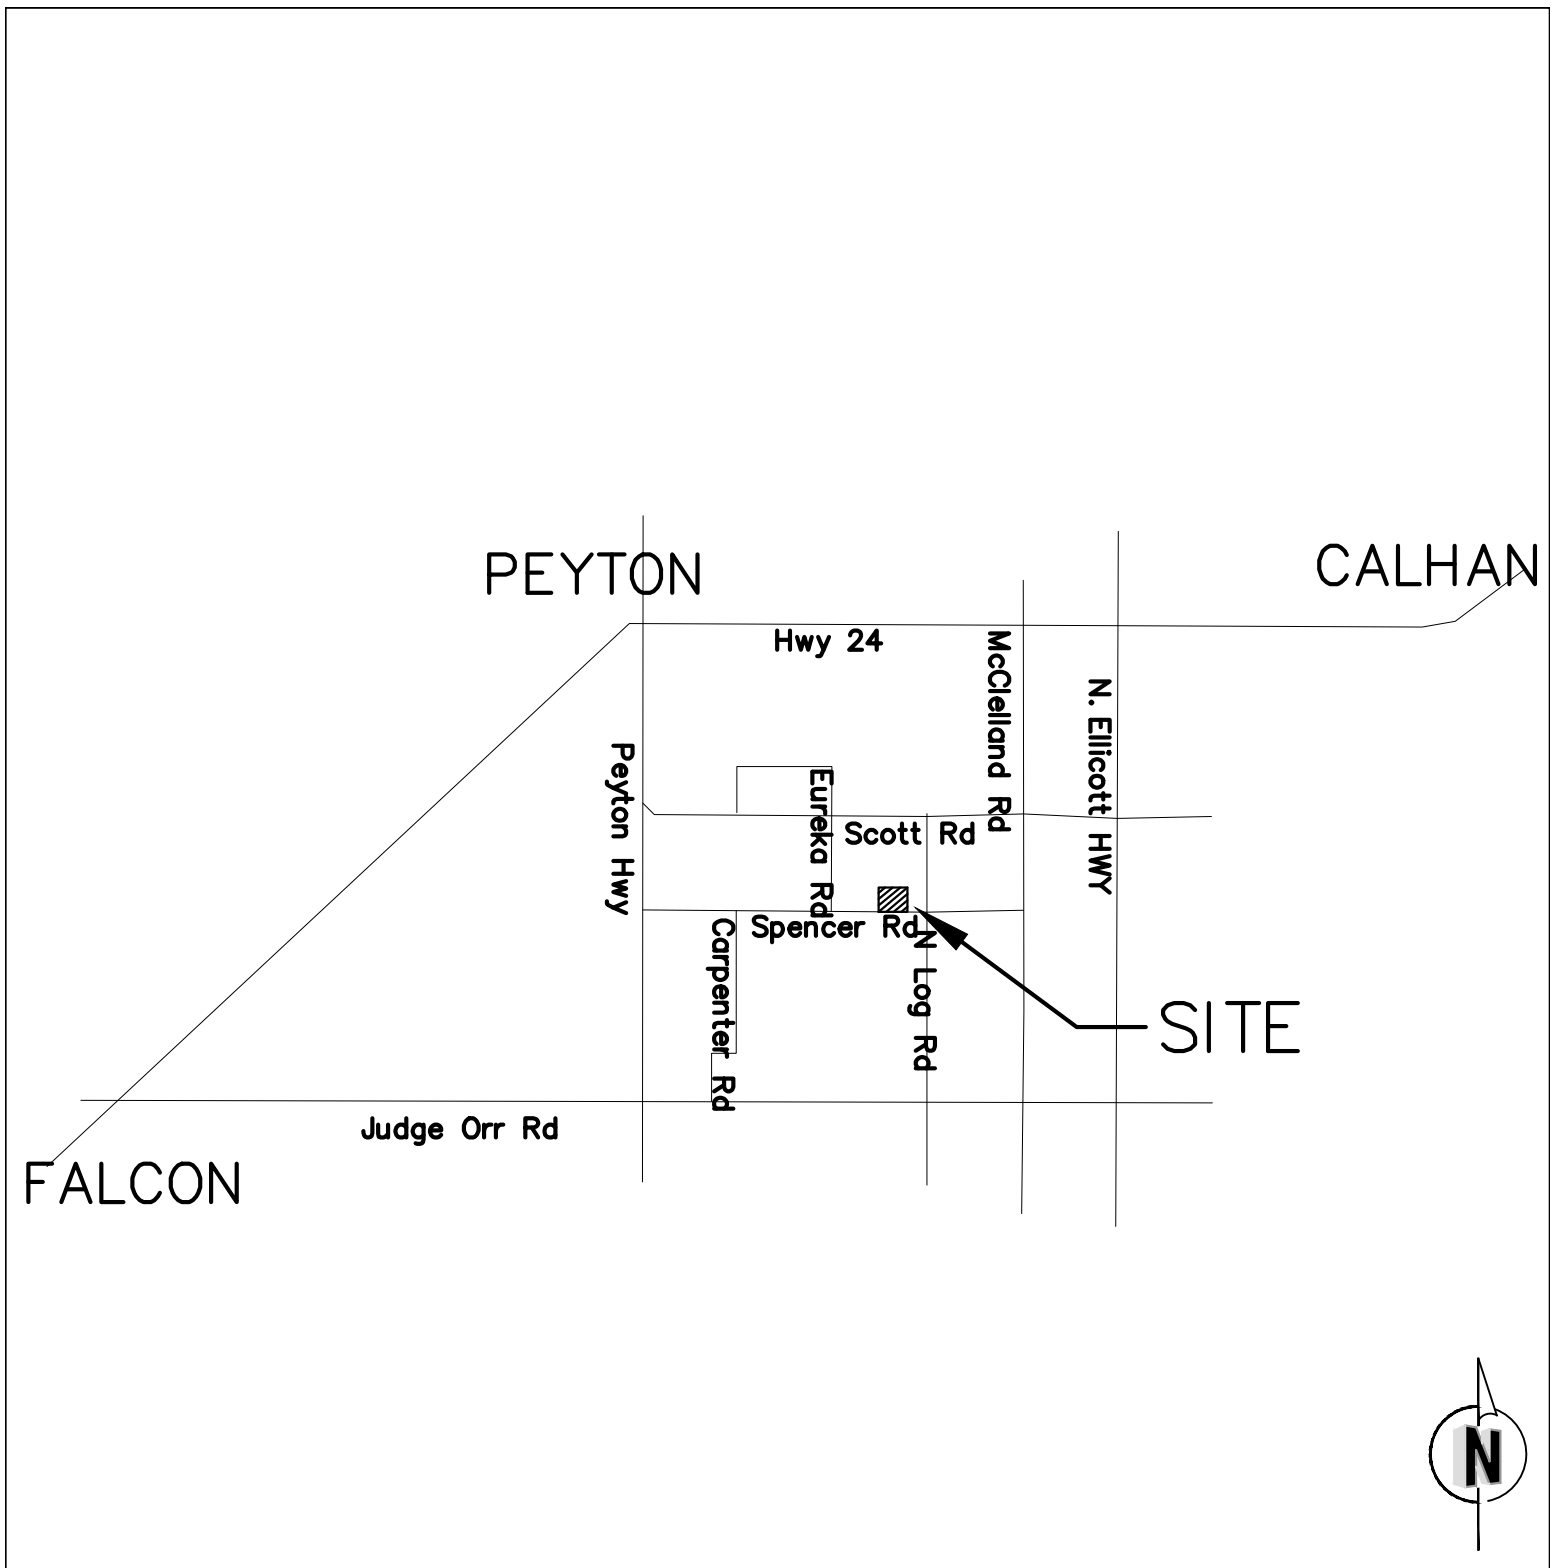 PEYTON
CALHAN
Hwy 24
McClelland Rd
N. Ellicott HWY
Peyton Hwy
Eureka Rd
Scott Rd
Spencer Rd
Carpenter Rd
N Log Rd
SITE
Judge Orr Rd
FALCON
N